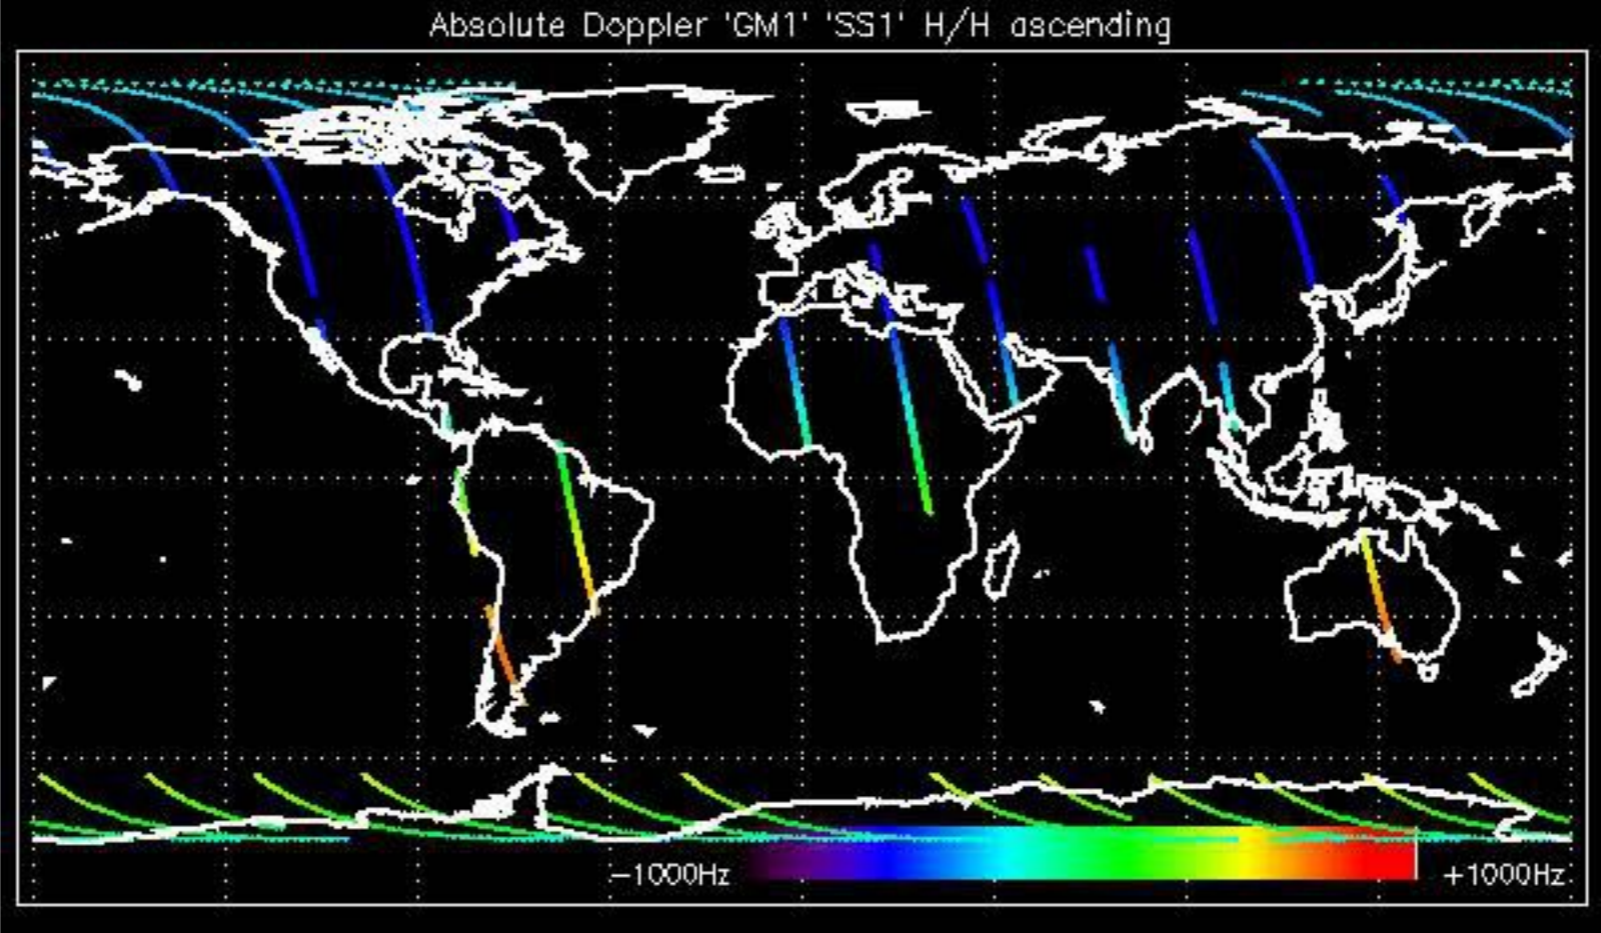 Absolute Doppler 'GM1' 'SS1' H/H ascending
−1000Hz +1000Hz